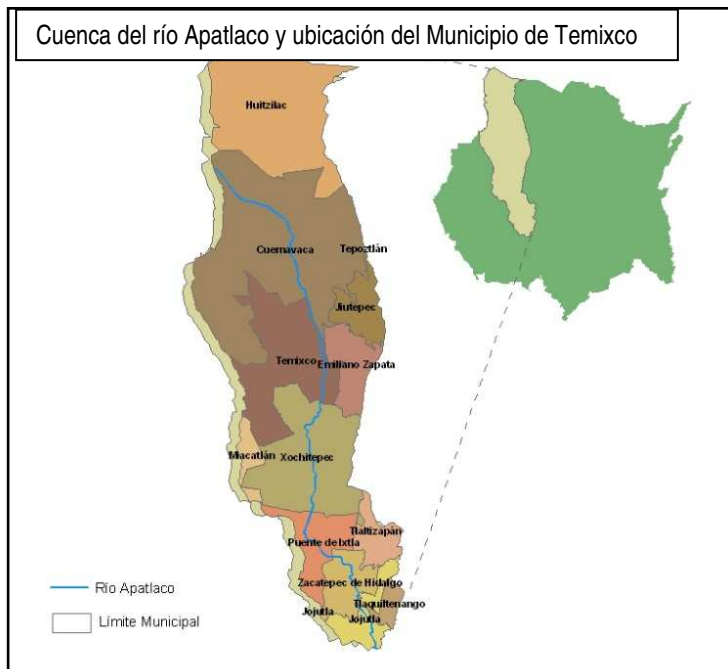 Cuenca del río Apatlaco y ubicación del Municipio de Temixco
Huitzilac
Cuernavaca
Tepoztlán
Jiutepec
Temixco
Emiliano Zapata
Miacatlán
Xochitepec
Tlaltizapán
Puente de Ixtla
Zacatepec de Hidalgo
Tlaquiltenango
Jojutla
Jojutla
Río Apatlaco
Límite Municipal